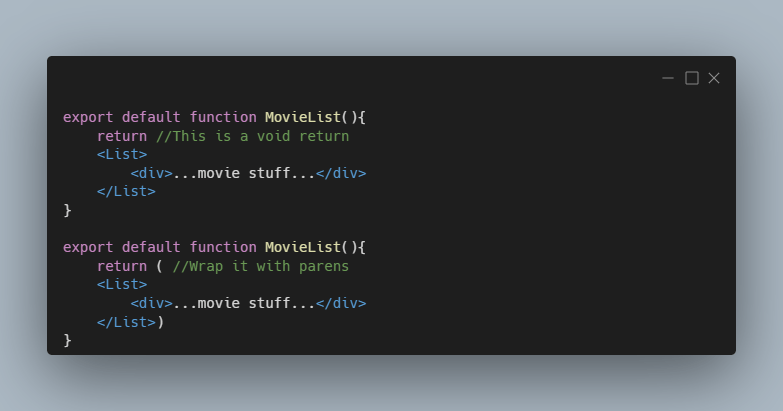 export default function MovieList(){
    return //This is a void return
    <List>
        <div>...movie stuff...</div>
    </List>
}

export default function MovieList(){
    return ( //Wrap it with parens
    <List>
        <div>...movie stuff...</div>
    </List>)
}